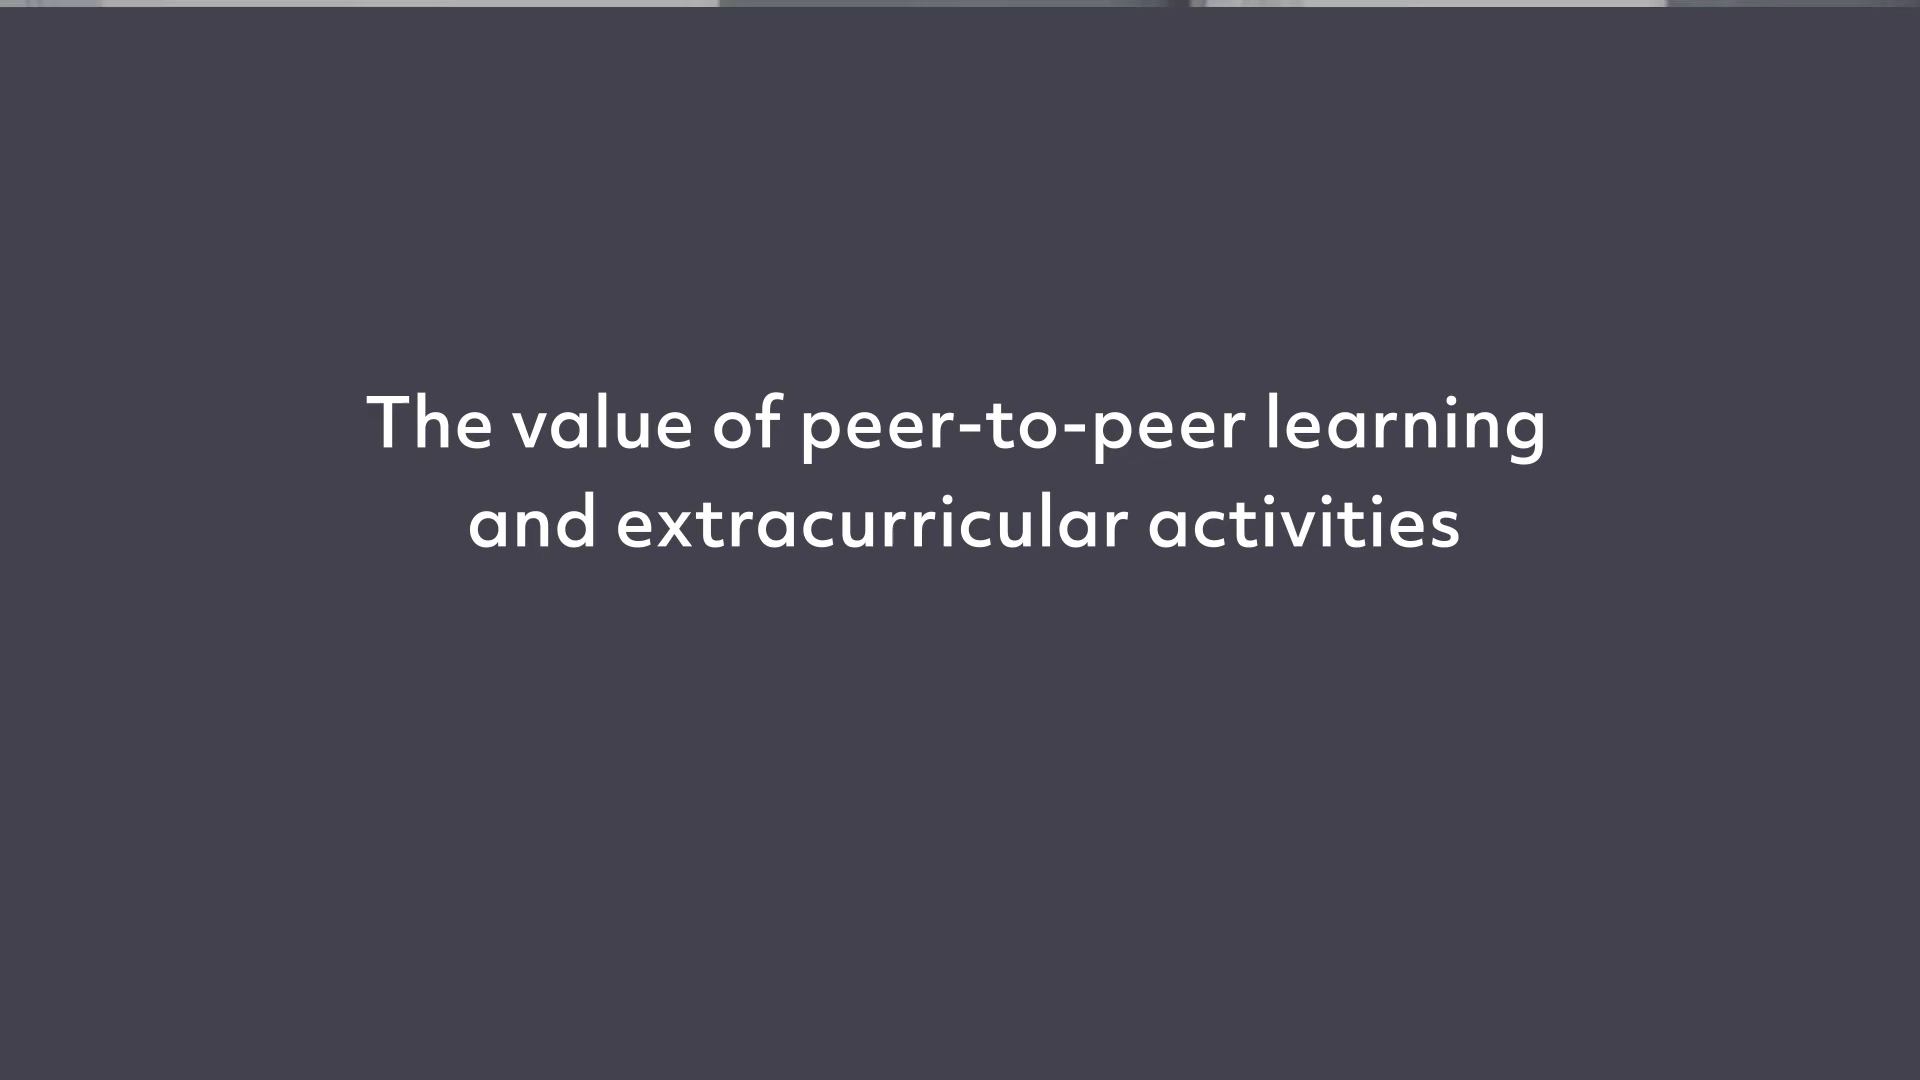 The value of peer-to-peer learning
and extracurricular activities